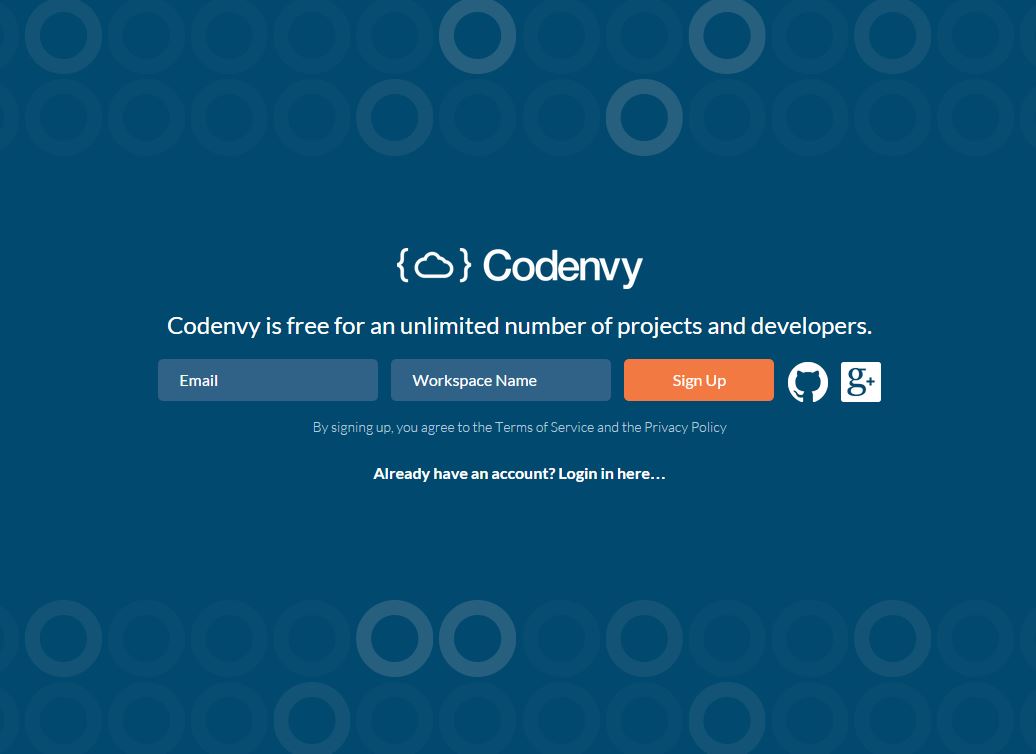 { } Codenvy
Codenvy is free for an unlimited number of projects and developers.
Email Workspace Name Sign Up g+
By signing up, you agree to the Terms of Service and the Privacy Policy
Already have an account? Login in here...